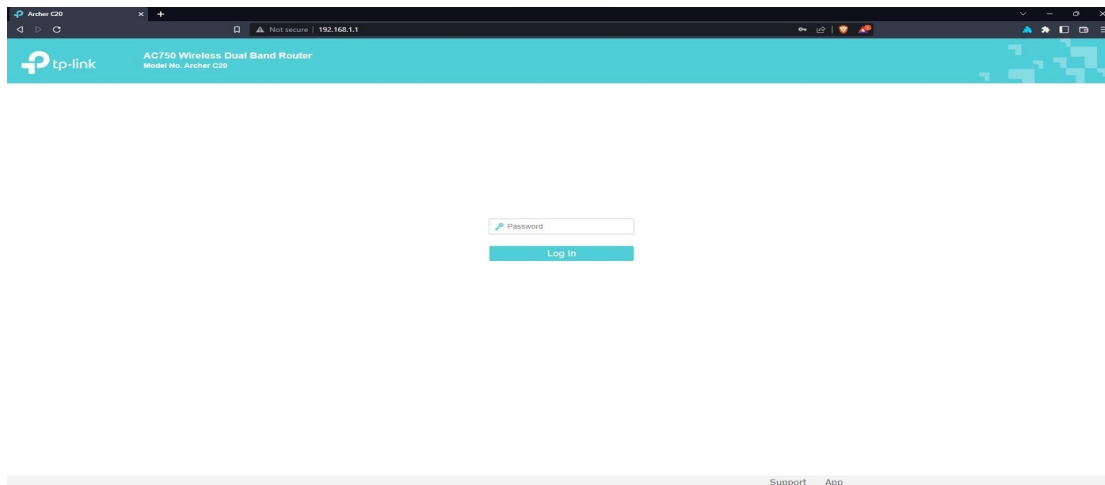 Archer C20
Not secure | 192.168.1.1
tp-link
AC750 Wireless Dual Band Router
Model No. Archer C20
Password
Log In
Support App